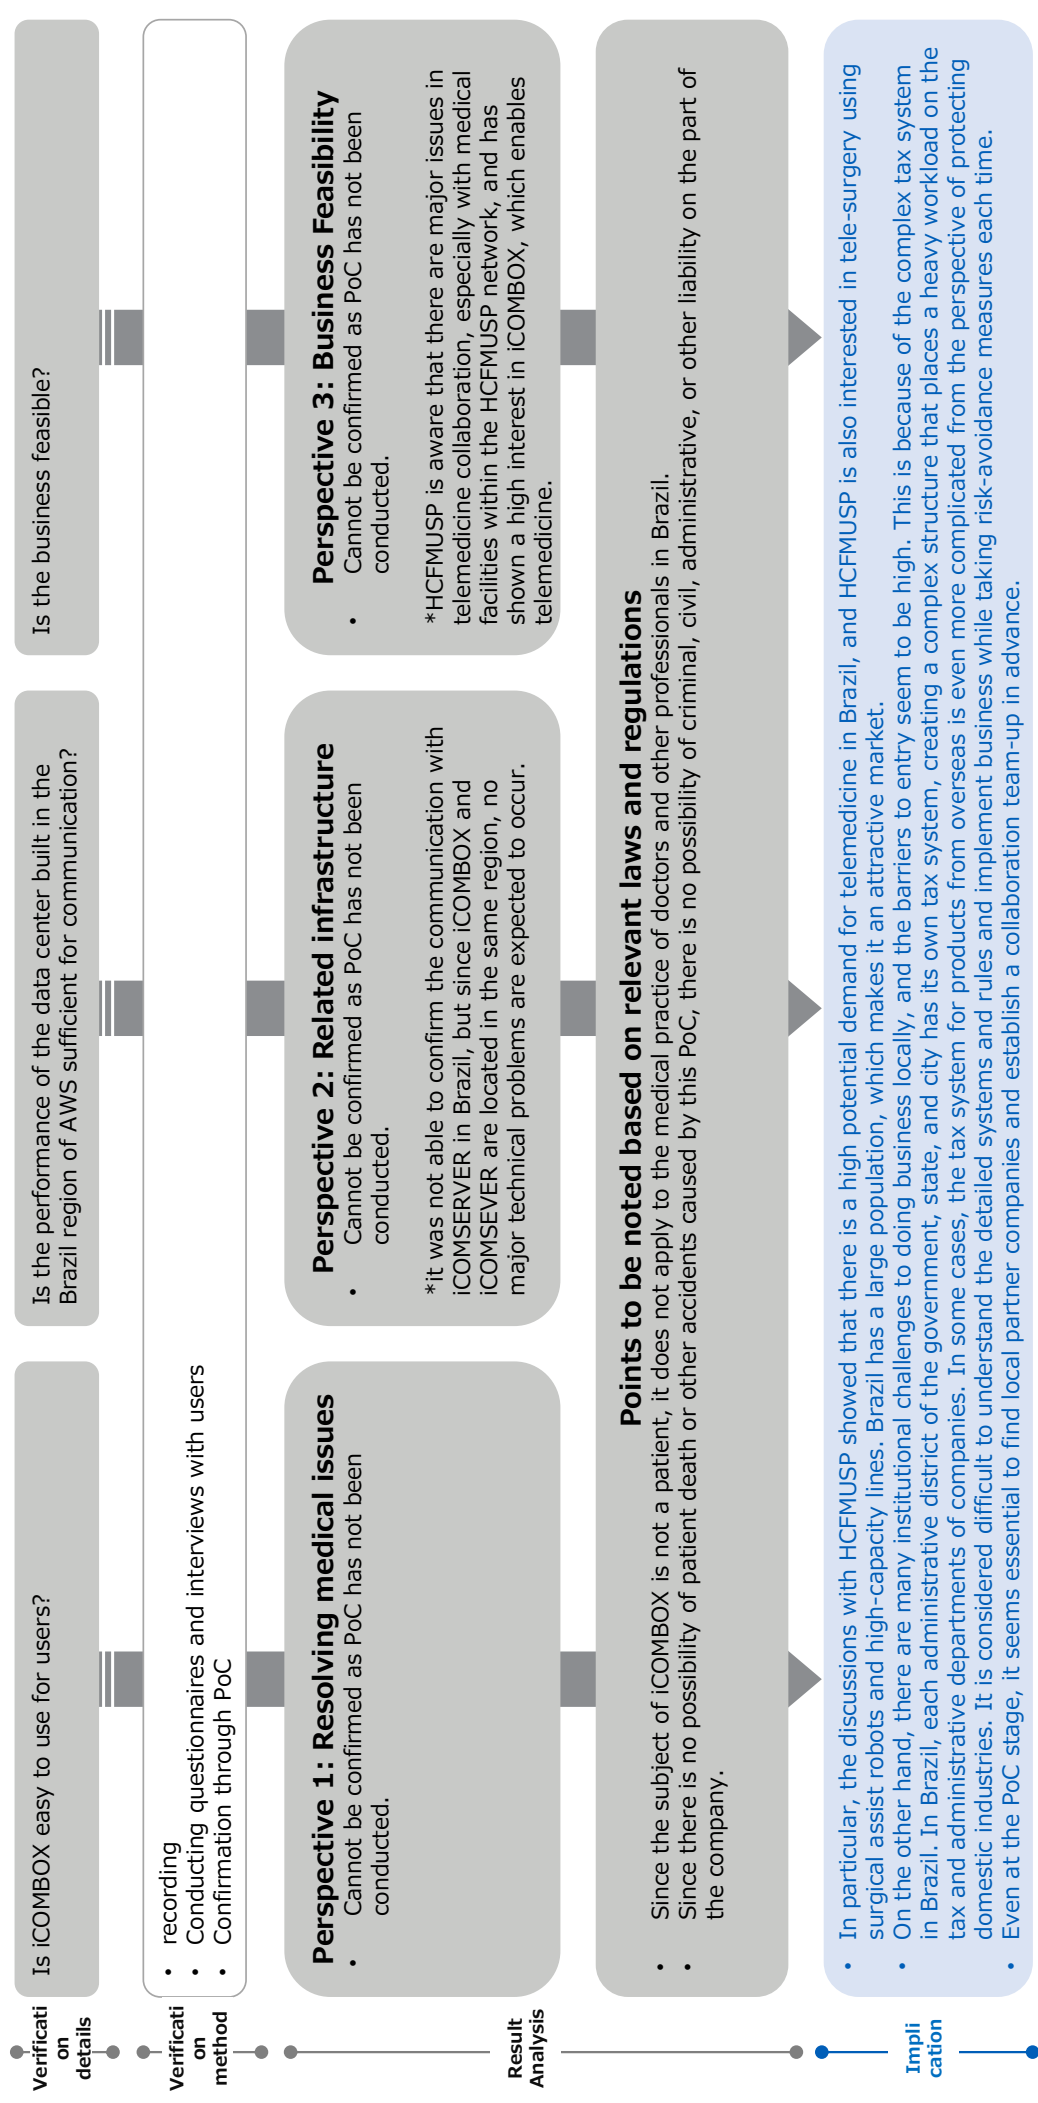 Verificati
on
details
Is iCOMBOX easy to use for users?
Is the performance of the data center built in the
Brazil region of AWS sufficient for communication?
Is the business feasible?
Verificati
on
method
• recording
• Conducting questionnaires and interviews with users
• Confirmation through PoC
Result
Analysis
Perspective 1: Resolving medical issues
• Cannot be confirmed as PoC has not been
conducted.
Perspective 2: Related infrastructure
• Cannot be confirmed as PoC has not been
conducted.
*it was not able to confirm the communication with
iCOMSERVER in Brazil, but since iCOMBOX and
iCOMSEVER are located in the same region, no
major technical problems are expected to occur.
Perspective 3: Business Feasibility
• Cannot be confirmed as PoC has not been
conducted.
*HCFMUSP is aware that there are major issues in
telemedicine collaboration, especially with medical
facilities within the HCFMUSP network, and has
shown a high interest in iCOMBOX, which enables
telemedicine.
Points to be noted based on relevant laws and regulations
• Since the subject of iCOMBOX is not a patient, it does not apply to the medical practice of doctors and other professionals in Brazil.
• Since there is no possibility of patient death or other accidents caused by this PoC, there is no possibility of criminal, civil, administrative, or other liability on the part of
the company.
Impli
cation
• In particular, the discussions with HCFMUSP showed that there is a high potential demand for telemedicine in Brazil, and HCFMUSP is also interested in tele-surgery using
surgical assist robots and high-capacity lines. Brazil has a large population, which makes it an attractive market.
• On the other hand, there are many institutional challenges to doing business locally, and the barriers to entry seem to be high. This is because of the complex tax system
in Brazil. In Brazil, each administrative district of the government, state, and city has its own tax system, creating a complex structure that places a heavy workload on the
tax and administrative departments of companies. In some cases, the tax system for products from overseas is even more complicated from the perspective of protecting
domestic industries. It is considered difficult to understand the detailed systems and rules and implement business while taking risk-avoidance measures each time.
• Even at the PoC stage, it seems essential to find local partner companies and establish a collaboration team-up in advance.